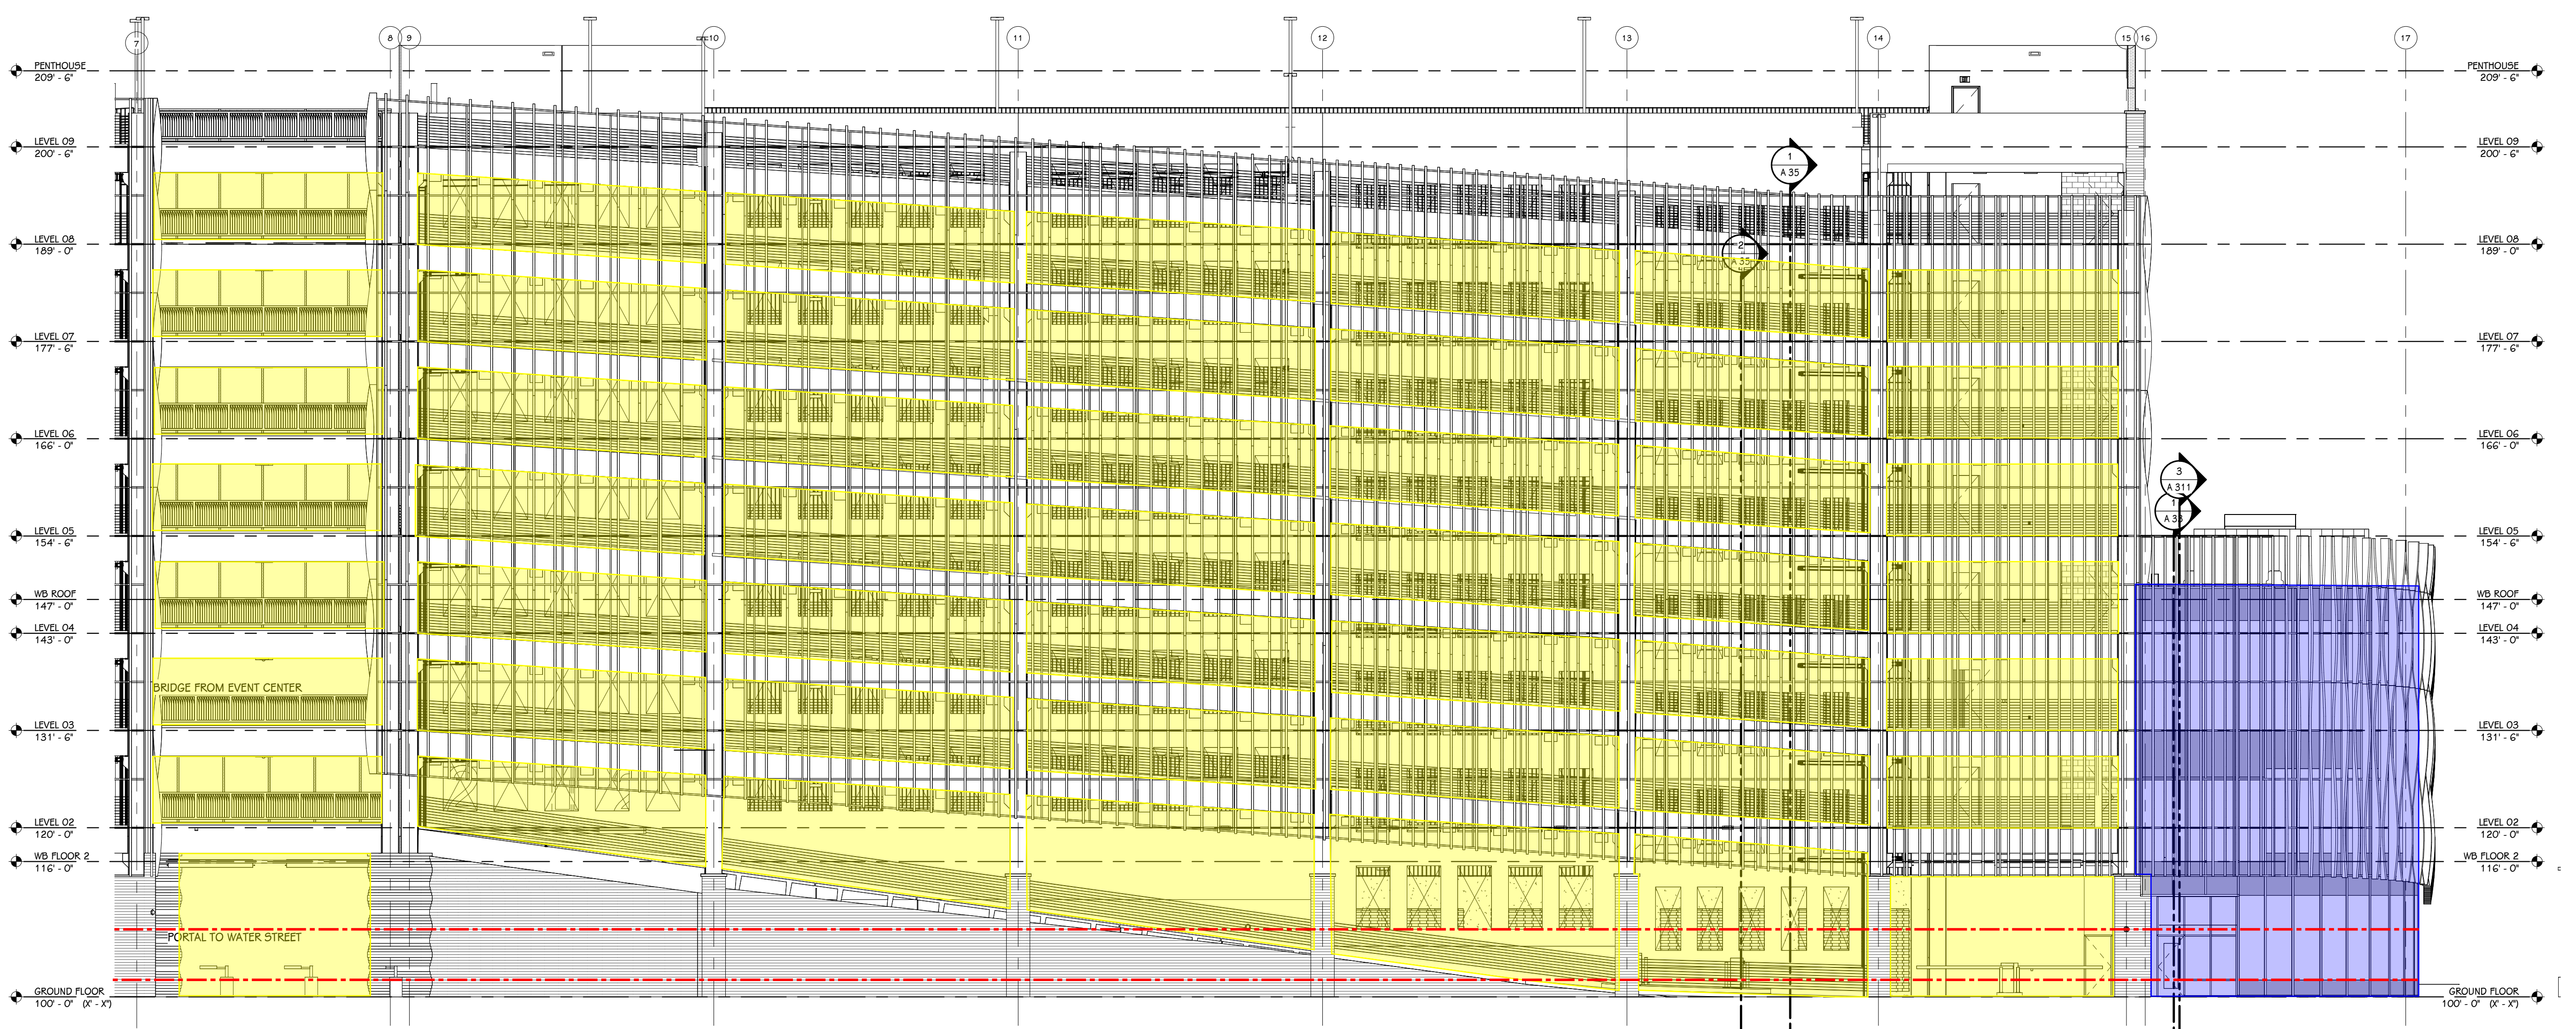 7
8
9
10
11
12
13
14
15
16
17
PENTHOUSE
209' - 6"
PENTHOUSE
209' - 6"
LEVEL 09
200' - 6"
LEVEL 09
200' - 6"
1
A 35
LEVEL 08
189' - 0"
LEVEL 08
189' - 0"
2
A 35
LEVEL 07
177' - 6"
LEVEL 07
177' - 6"
LEVEL 06
166' - 0"
LEVEL 06
166' - 0"
3
A 311
1
A 33
LEVEL 05
154' - 6"
LEVEL 05
154' - 6"
WB ROOF
147' - 0"
WB ROOF
147' - 0"
LEVEL 04
143' - 0"
LEVEL 04
143' - 0"
BRIDGE FROM EVENT CENTER
LEVEL 03
131' - 6"
LEVEL 03
131' - 6"
LEVEL 02
120' - 0"
LEVEL 02
120' - 0"
WB FLOOR 2
116' - 0"
WB FLOOR 2
116' - 0"
PORTAL TO WATER STREET
GROUND FLOOR
100' - 0" (X' - X")
GROUND FLOOR
100' - 0" (X' - X")